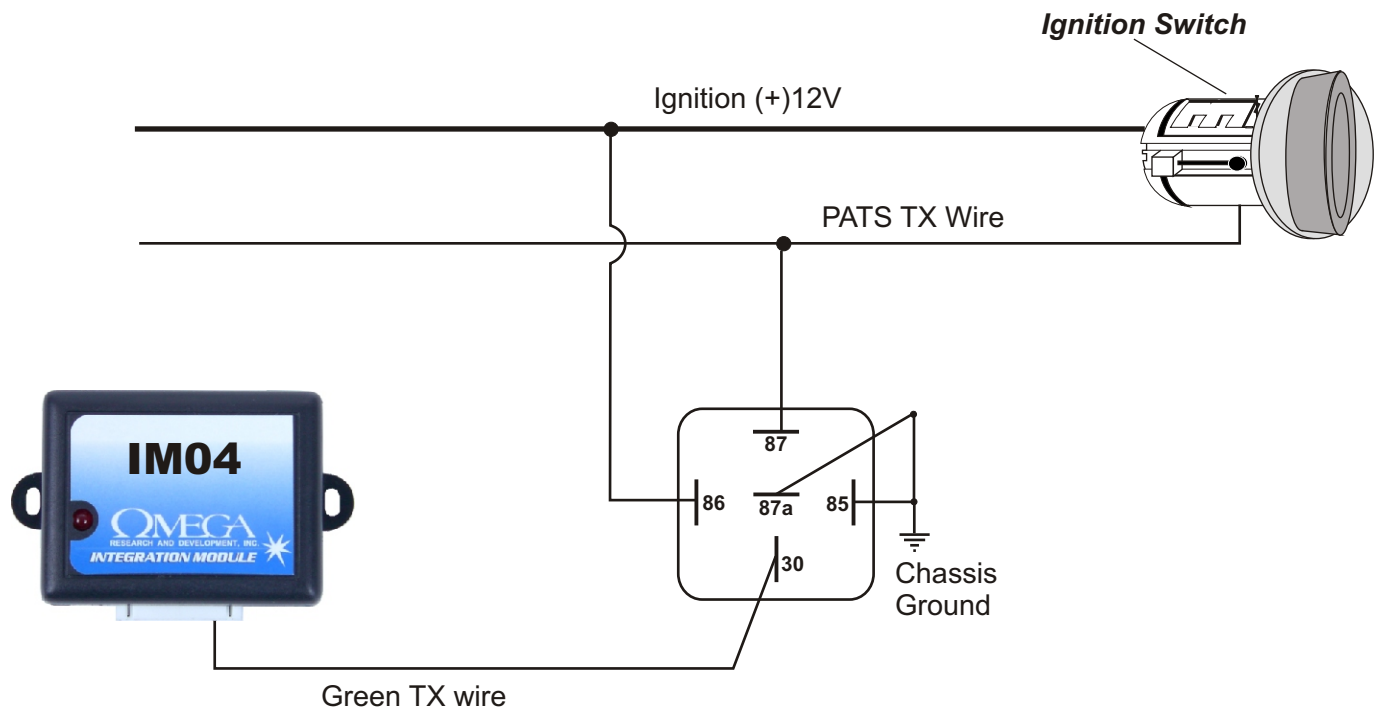 Ignition Switch
Ignition (+)12V
PATS TX Wire
IM04
OMEGA
RESEARCH AND DEVELOPMENT, INC.
INTEGRATION MODULE
87
86
87a
85
30
Chassis
Ground
Green TX wire